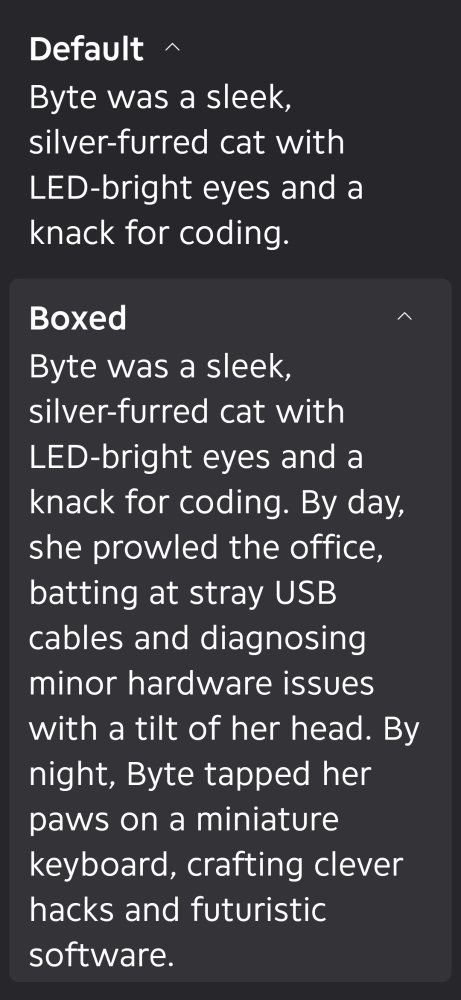 Default
Byte was a sleek,
silver-furred cat with
LED-bright eyes and a
knack for coding.
Boxed
Byte was a sleek,
silver-furred cat with
LED-bright eyes and a
knack for coding. By day,
she prowled the office,
batting at stray USB
cables and diagnosing
minor hardware issues
with a tilt of her head. By
night, Byte tapped her
paws on a miniature
keyboard, crafting clever
hacks and futuristic
software.